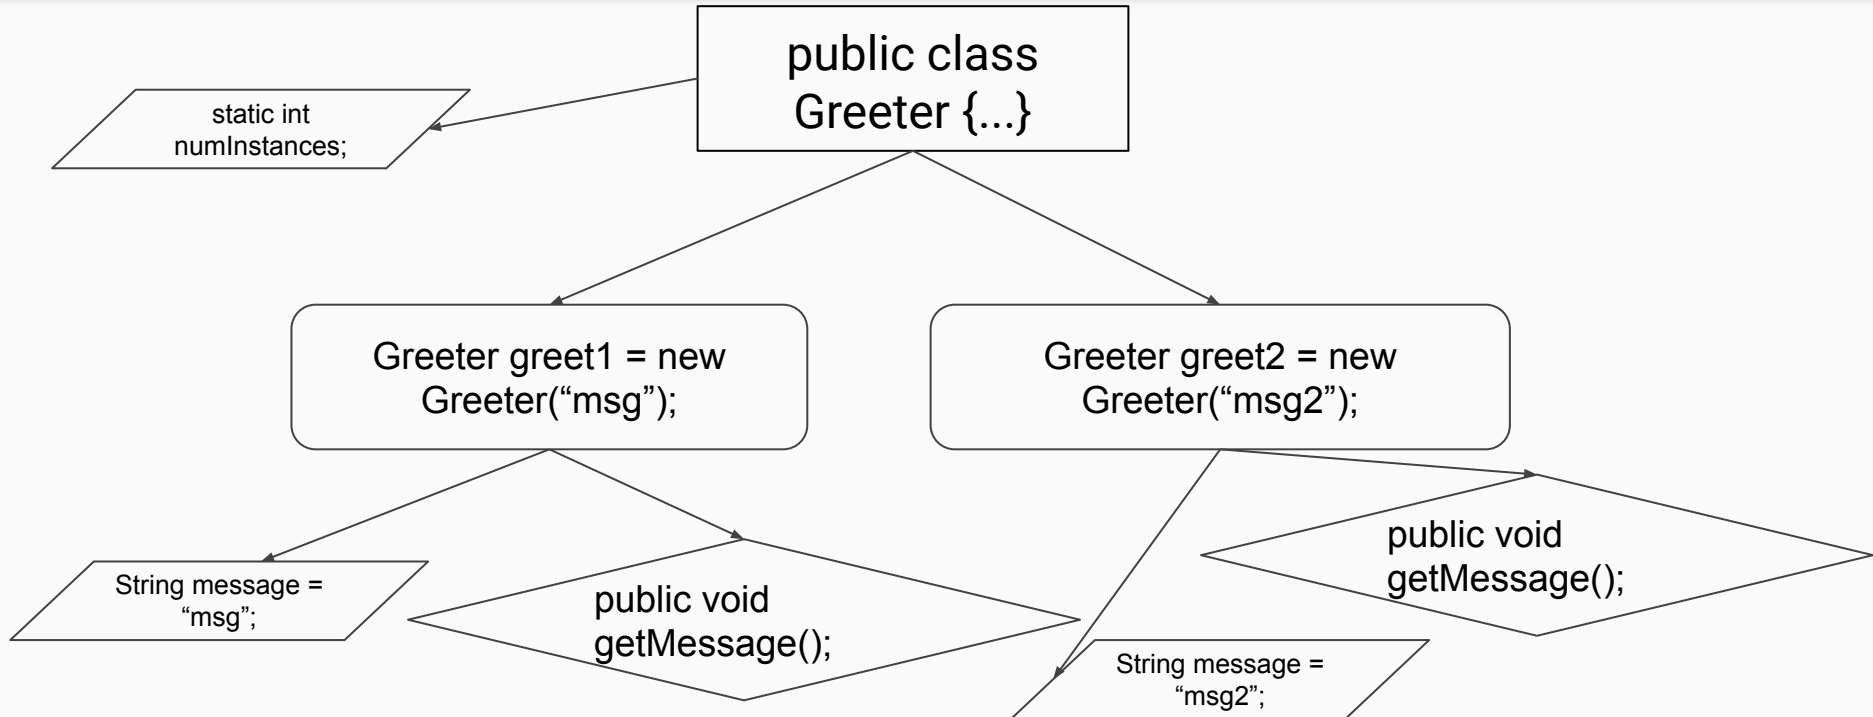 public class
Greeter {...}
static int
numInstances;
Greeter greet1 = new
Greeter(“msg”);
Greeter greet2 = new
Greeter(“msg2”);
String message =
“msg”;
public void
getMessage();
public void
getMessage();
String message =
“msg2”;